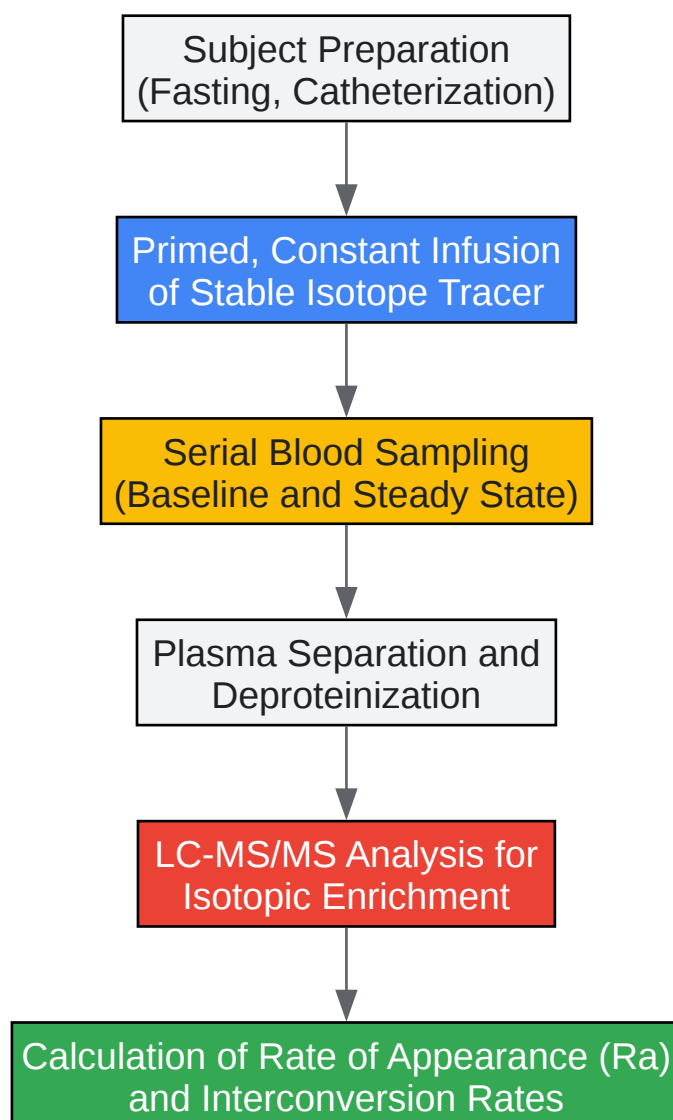 Subject Preparation
(Fasting, Catheterization)
Primed, Constant Infusion
of Stable Isotope Tracer
Serial Blood Sampling
(Baseline and Steady State)
Plasma Separation and
Deproteinization
LC-MS/MS Analysis for
Isotopic Enrichment
Calculation of Rate of Appearance (Ra)
and Interconversion Rates